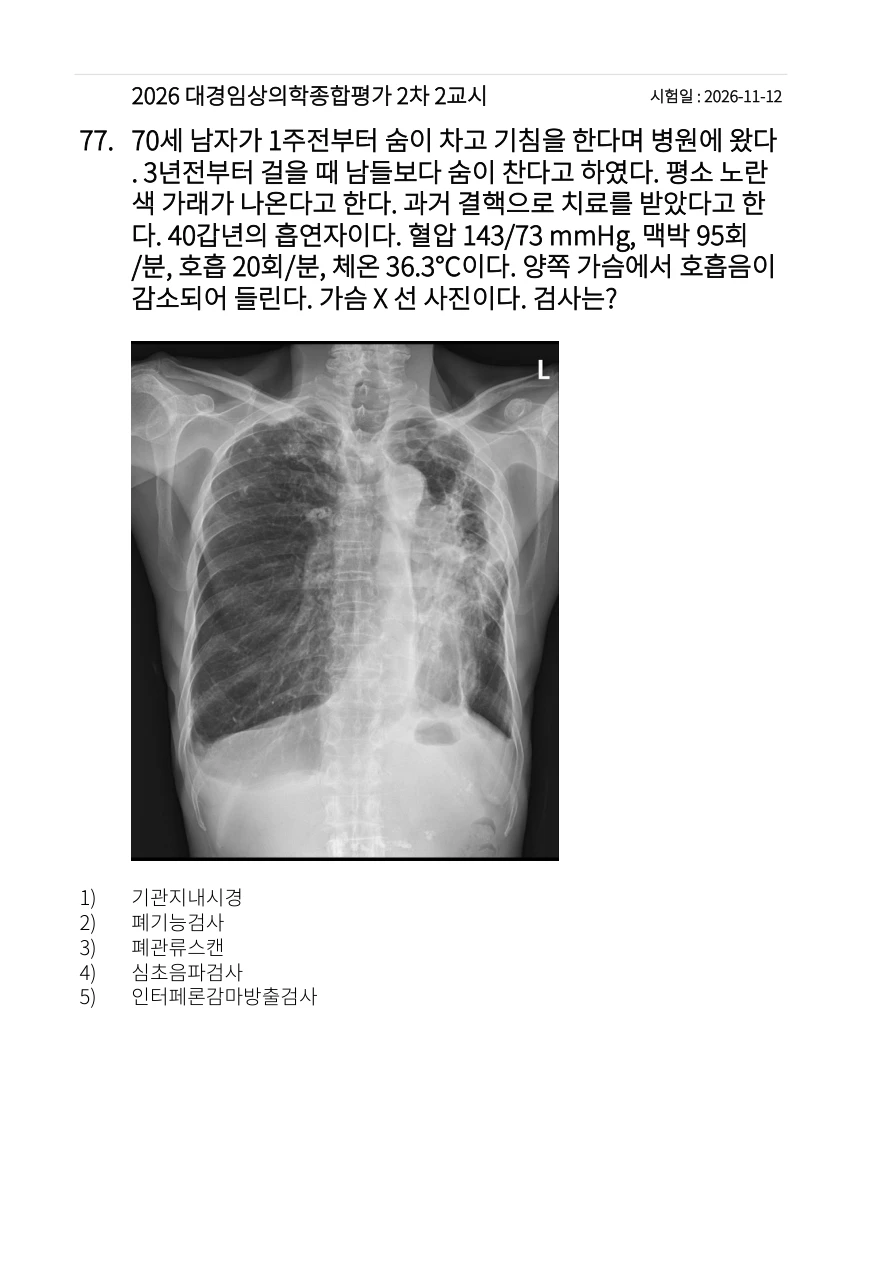 2026 대경임상의학종합평가 2차 2교시
시험일 : 2026-11-12
77. 70세 남자가 1주전부터 숨이 차고 기침을 한다며 병원에 왔다
. 3년전부터 걸을 때 남들보다 숨이 찬다고 하였다. 평소 노란
색 가래가 나온다고 한다. 과거 결핵으로 치료를 받았다고 한
다. 40갑년의 흡연자이다. 혈압 143/73 mmHg, 맥박 95회
/분, 호흡 20회/분, 체온 36.3℃이다. 양쪽 가슴에서 호흡음이
감소되어 들린다. 가슴 X 선 사진이다. 검사는?
L
1) 기관지내시경
2) 폐기능검사
3) 폐관류스캔
4) 심초음파검사
5) 인터페론감마방출검사